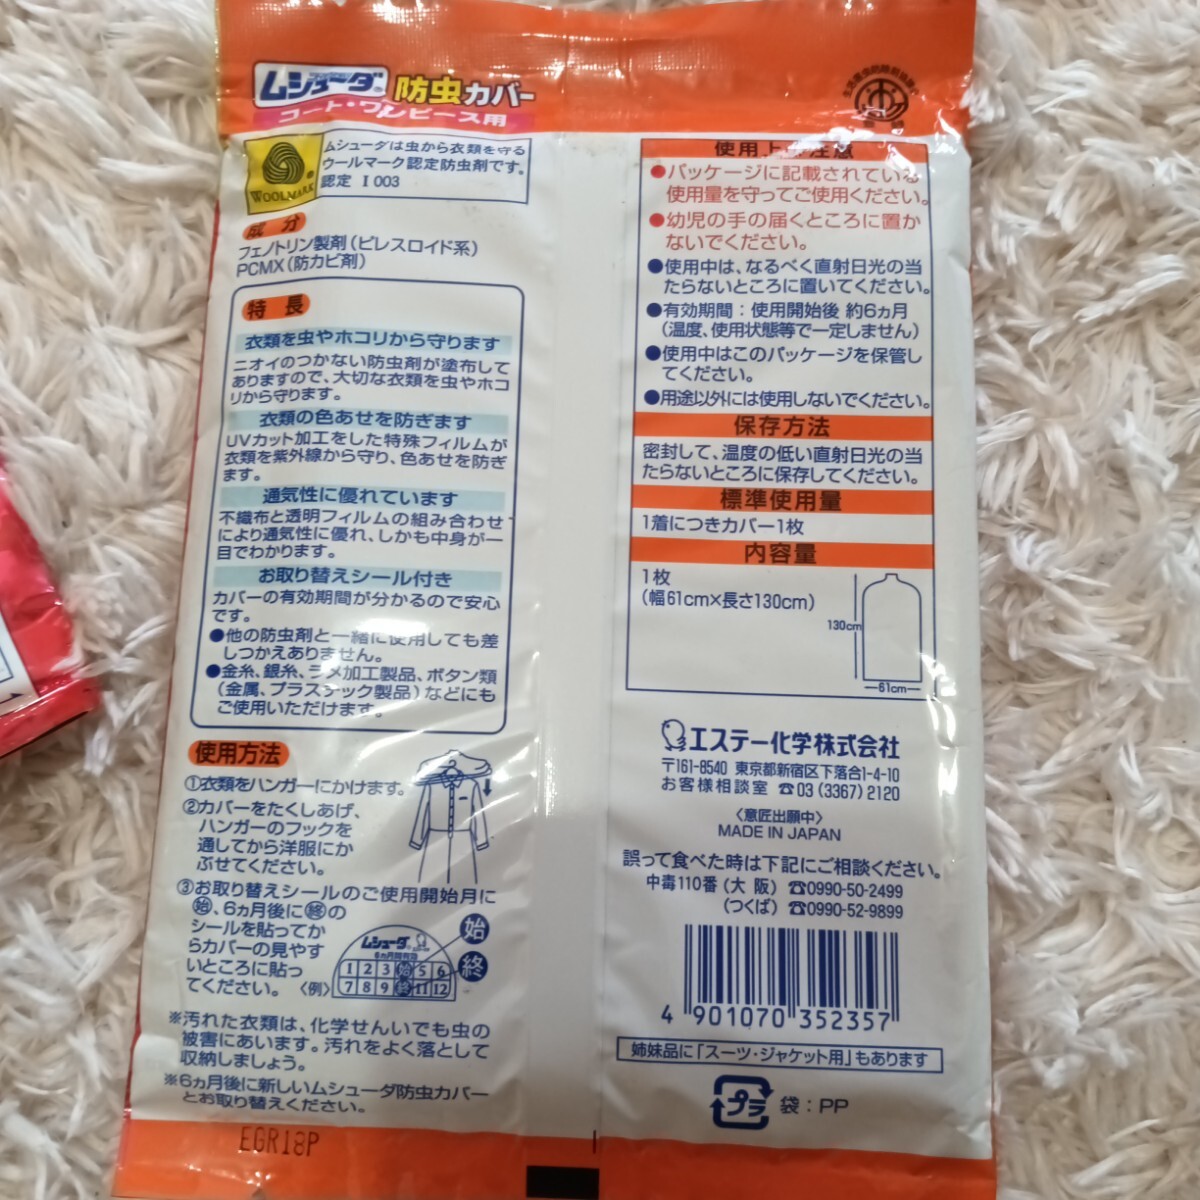 ムシューダ® 防虫カバー
コート・ワンピース用
WOOLMARK
ムシューダは虫から衣類を守る
ウールマーク認定防虫剤です。
認定 I 003
成分
フェノトリン製剤(ピレスロイド系)
PCMX(防カビ剤)
特長
衣類を虫やホコリから守ります
ニオイのつかない防虫剤が塗布して
ありますので、大切な衣類を虫やホコ
リから守ります。
衣類の色あせを防ぎます
UVカット加工をした特殊フィルムが
衣類を紫外線から守り、色あせを防ぎ
ます。
通気性に優れています
不織布と透明フィルムの組み合わせ
により通気性に優れ、しかも中身が一
目でわかります。
お取り替えシール付き
カバーの有効期間が分かるので安心
です。
●他の防虫剤と一緒に使用しても差
しつかえありません。
●金糸、銀糸、ラメ加工製品、ボタン類
(金属、プラスチック製品)などにも
ご使用いただけます。
使用方法
①衣類をハンガーにかけます。
②カバーをたくしあげ、
ハンガーのフックを
通してから洋服にか
ぶせてください。
③お取り替えシールのご使用開始月に
始、6ヵ月後に終の
シールを貼ってか
らカバーの見やす
いところに貼っ
てください。〈例〉
ムシューダ®
6ヵ月間有効
1 2 3 始 5 6
7 8 9 終 11 12
始
終
※汚れた衣類は、化学せんいでも虫の
被害にあいます。汚れをよく落として
収納しましょう。
※6ヵ月後に新しいムシューダ防虫カバー
とお取り替えください。
EGR18P
使用上の注意
●パッケージに記載されている
使用量を守ってご使用ください。
●幼児の手の届くところに置か
ないでください。
●使用中は、なるべく直射日光の当
たらないところに置いてください。
●有効期間：使用開始後 約6ヵ月
(温度、使用状態等で一定しません)
●使用中はこのパッケージを保管し
てください。
●用途以外には使用しないでください。
保存方法
密封して、温度の低い直射日光の当
たらないところに保存してください。
標準使用量
1着につきカバー1枚
内容量
1枚
(幅61cm×長さ130cm)
130cm
61cm
エステー化学株式会社
〒161-8540 東京都新宿区下落合1-4-10
お客様相談室 ☎03(3367)2120
〈意匠出願中〉
MADE IN JAPAN
誤って食べた時は下記にご相談ください。
中毒110番(大 阪)☎0990-50-2499
(つくば)☎0990-52-9899
4 901070 352357
姉妹品に「スーツ・ジャケット用」もあります
プラ 袋：PP